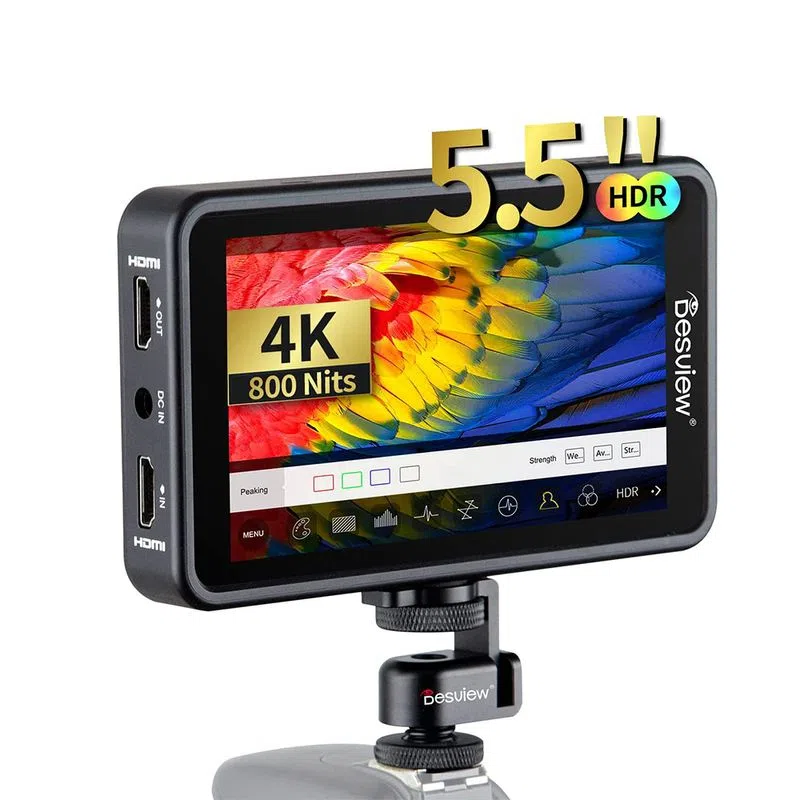 5.5"
HDR
HDMI
OUT
DC IN
IN
HDMI
4K
800 Nits
Desview®
Peaking
Strength
We...
Av...
Str...
MENU
HDR
Desview®